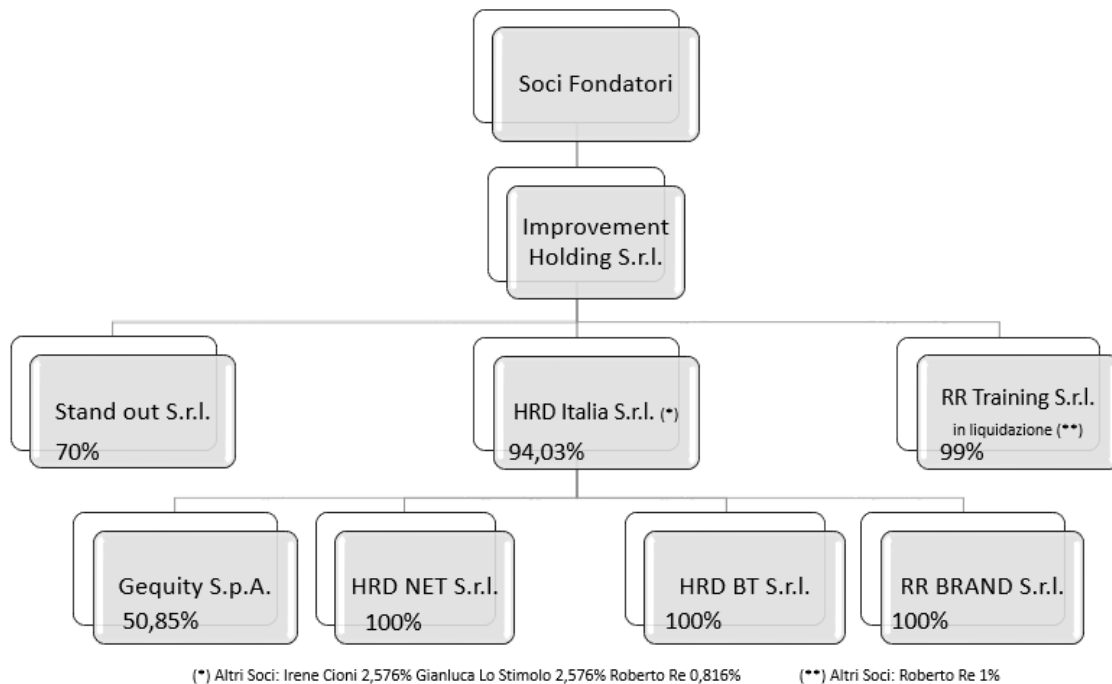 Soci Fondatori
Improvement
Holding S.r.l.
Stand out S.r.l.
70%
HRD Italia S.r.l. (*)
94,03%
RR Training S.r.l.
in liquidazione (**)
99%
Gequity S.p.A.
50,85%
HRD NET S.r.l.
100%
HRD BT S.r.l.
100%
RR BRAND S.r.l.
100%
(*) Altri Soci: Irene Cioni 2,576% Gianluca Lo Stimolo 2,576% Roberto Re 0,816%
(**) Altri Soci: Roberto Re 1%